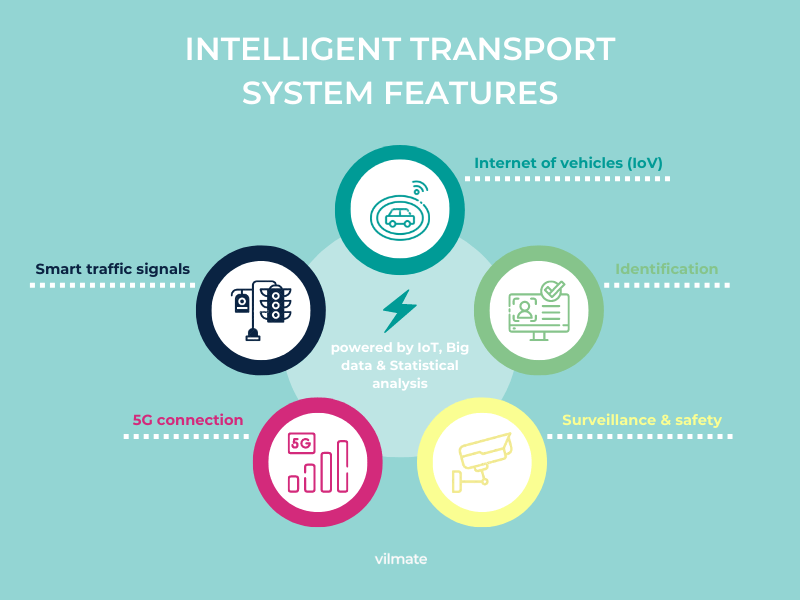 INTELLIGENT TRANSPORT
SYSTEM FEATURES
Internet of vehicles (IoV)
Smart traffic signals
Identification
powered by IoT, Big
data & Statistical
analysis
5G connection
Surveillance & safety
5G
vilmate